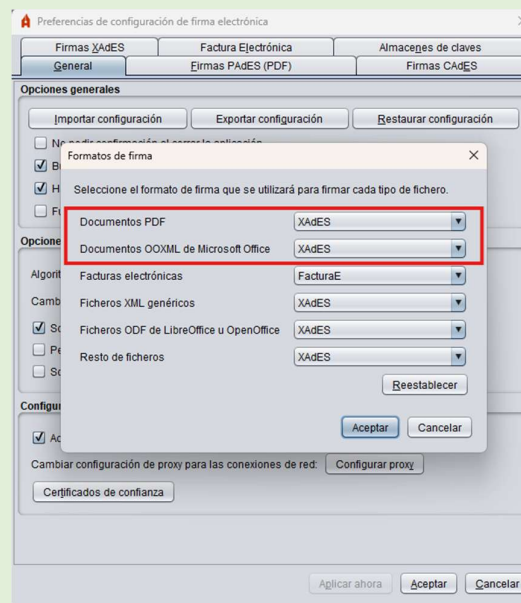 Preferencias de configuración de firma electrónica
Firmas XAdES
Factura Electrónica
Almacenes de claves
General
Firmas PAdES (PDF)
Firmas CAdES
Opciones generales
Importar configuración
Exportar configuración
Restaurar configuración
Formatos de firma
Seleccione el formato de firma que se utilizará para firmar cada tipo de fichero.
Documentos PDF XAdES
Documentos OOXML de Microsoft Office XAdES
Facturas electrónicas FacturaE
Ficheros XML genéricos XAdES
Ficheros ODF de LibreOffice u OpenOffice XAdES
Resto de ficheros XAdES
Reestablecer
Aceptar Cancelar
Cambiar configuración de proxy para las conexiones de red: Configurar proxy
Certificados de confianza
Aplicar ahora Aceptar Cancelar